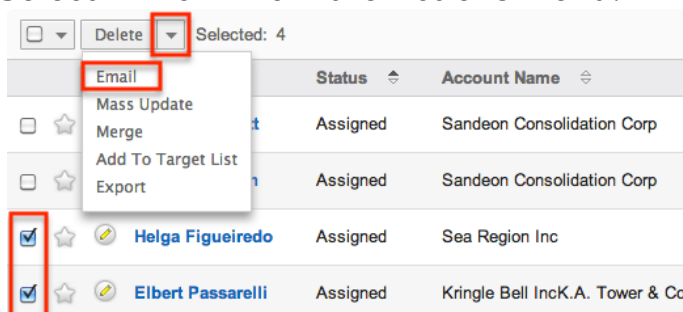 Delete Selected: 4
Email
Status Account Name
Mass Update
Merge
tt Assigned Sandeon Consolidation Corp
Add To Target List
Export
n Assigned Sandeon Consolidation Corp
Helga Figueiredo Assigned Sea Region Inc
Elbert Passarelli Assigned Kringle Bell IncK.A. Tower & Co